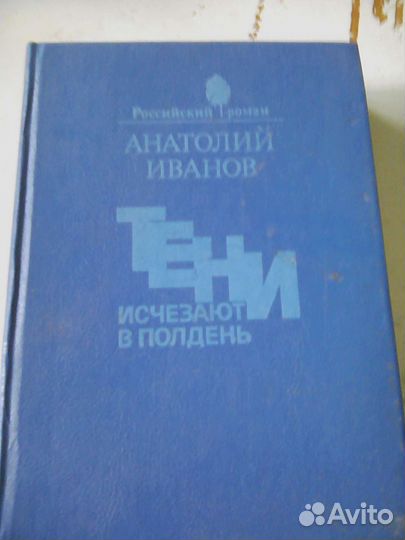 Российский роман
АНАТОЛИЙ
ИВАНОВ
ТЕНИ
ИСЧЕЗАЮТ
В ПОЛДЕНЬ
Avito